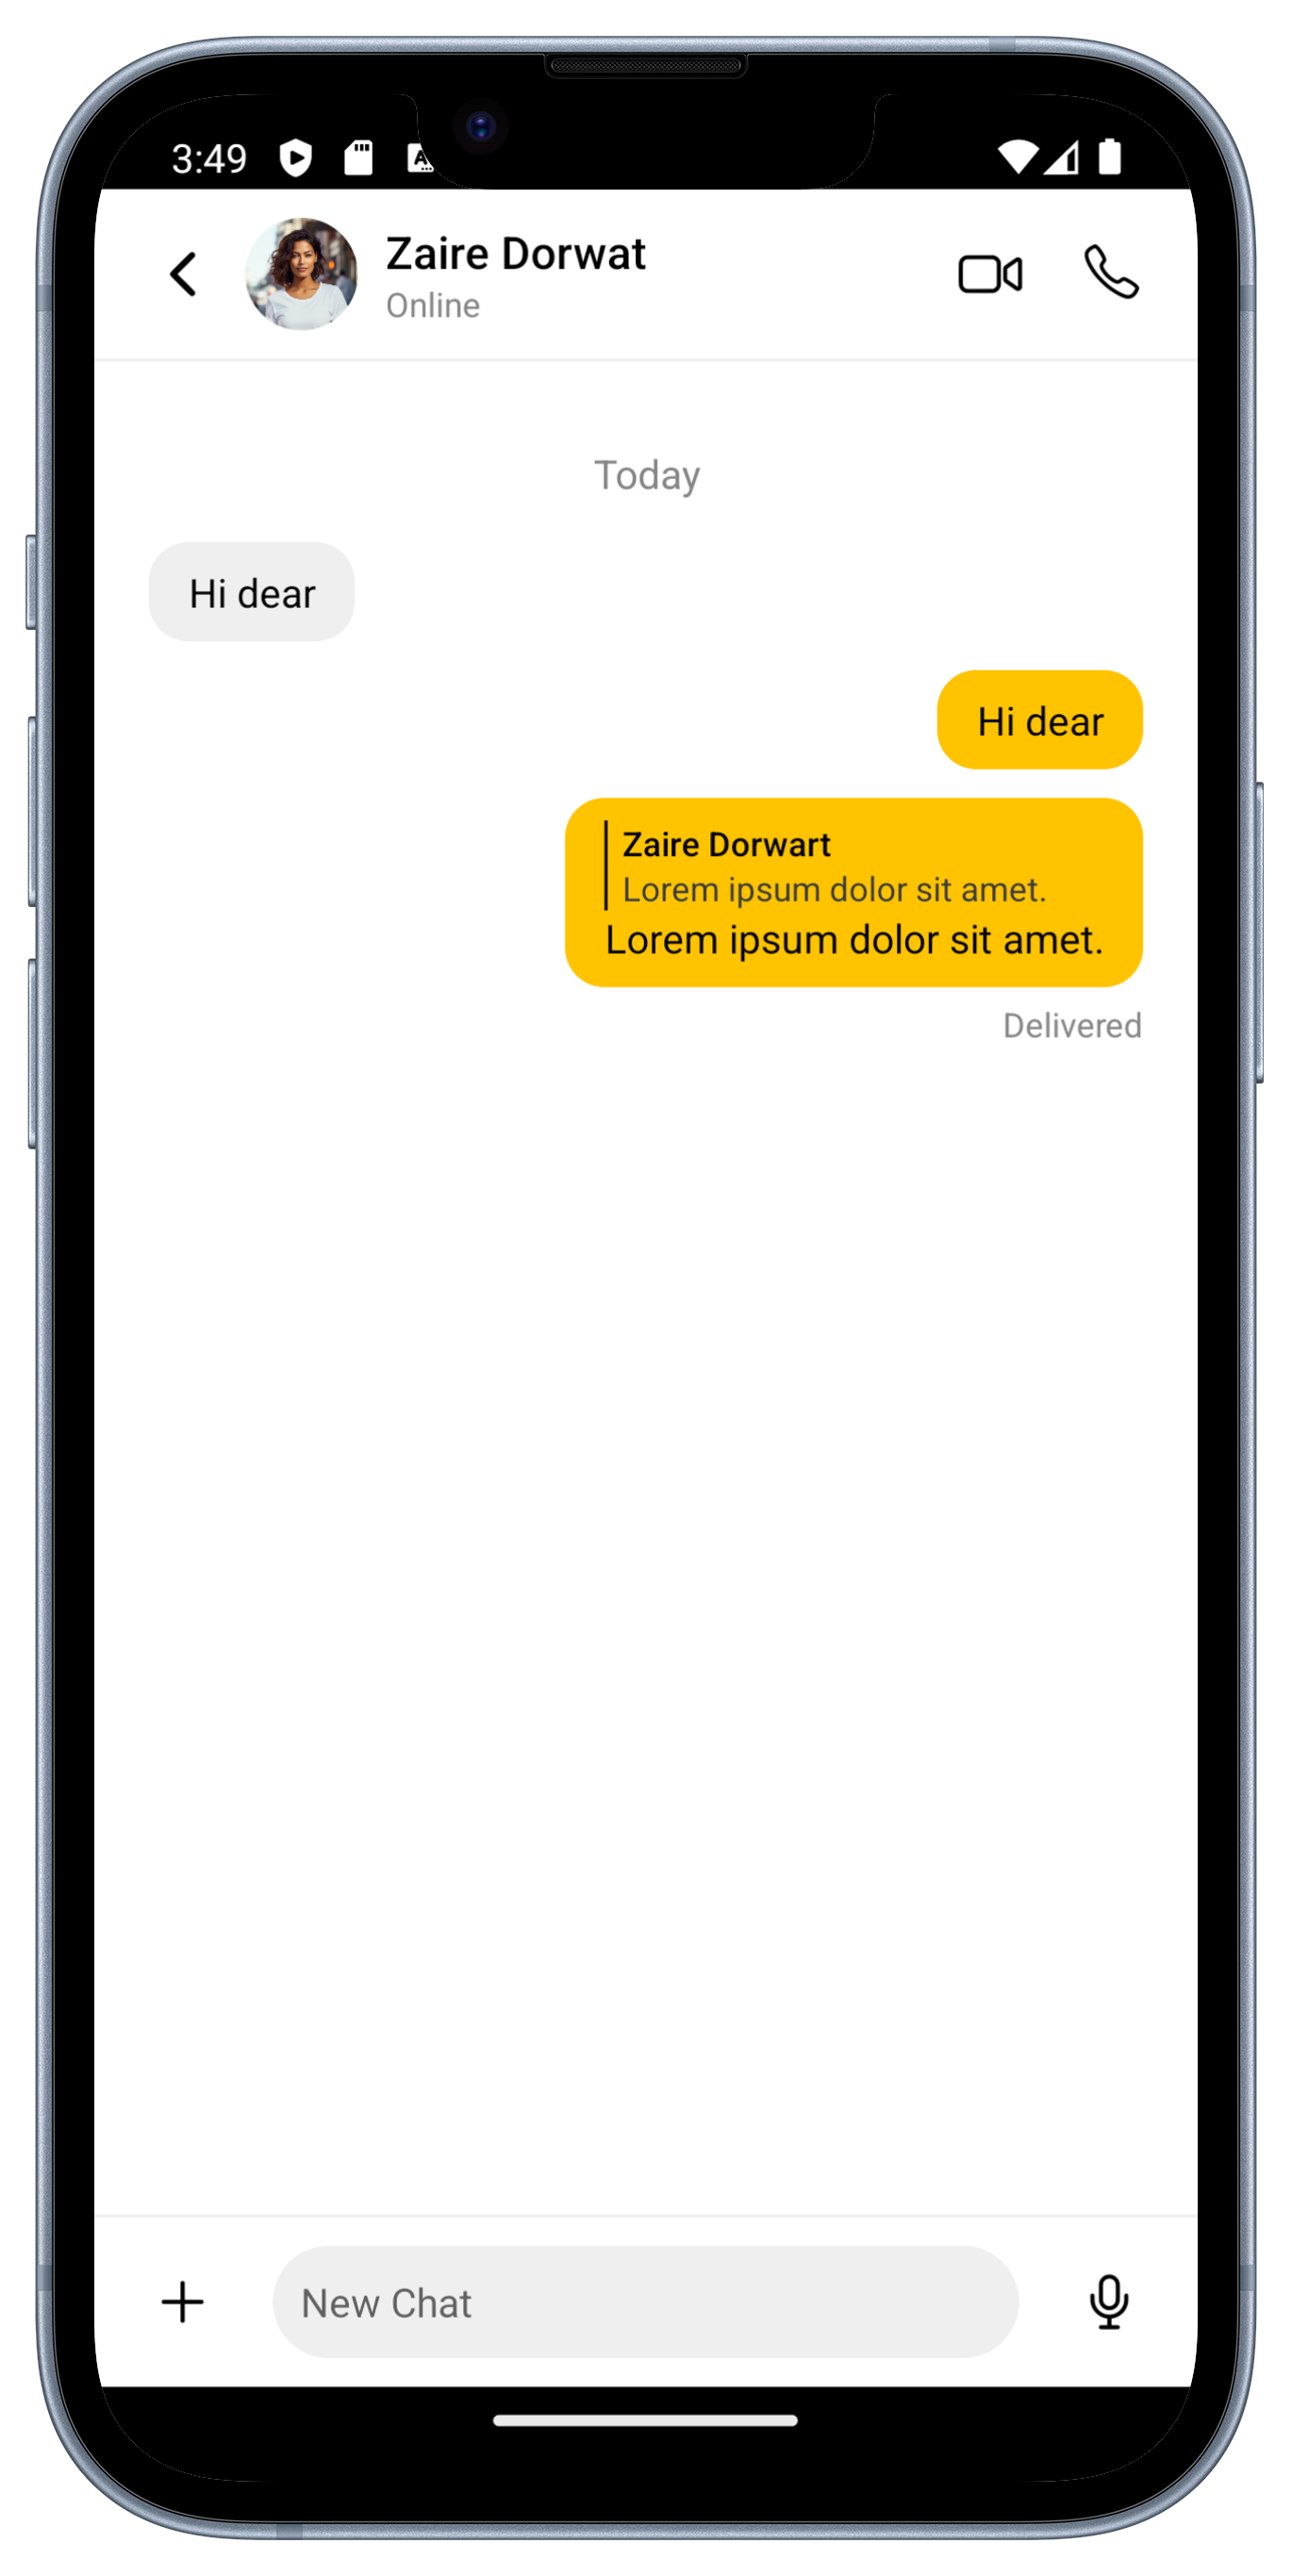 3:49
Zaire Dorwat
Online
Today
Hi dear
Hi dear
Zaire Dorwart
Lorem ipsum dolor sit amet.
Lorem ipsum dolor sit amet.
Delivered
New Chat